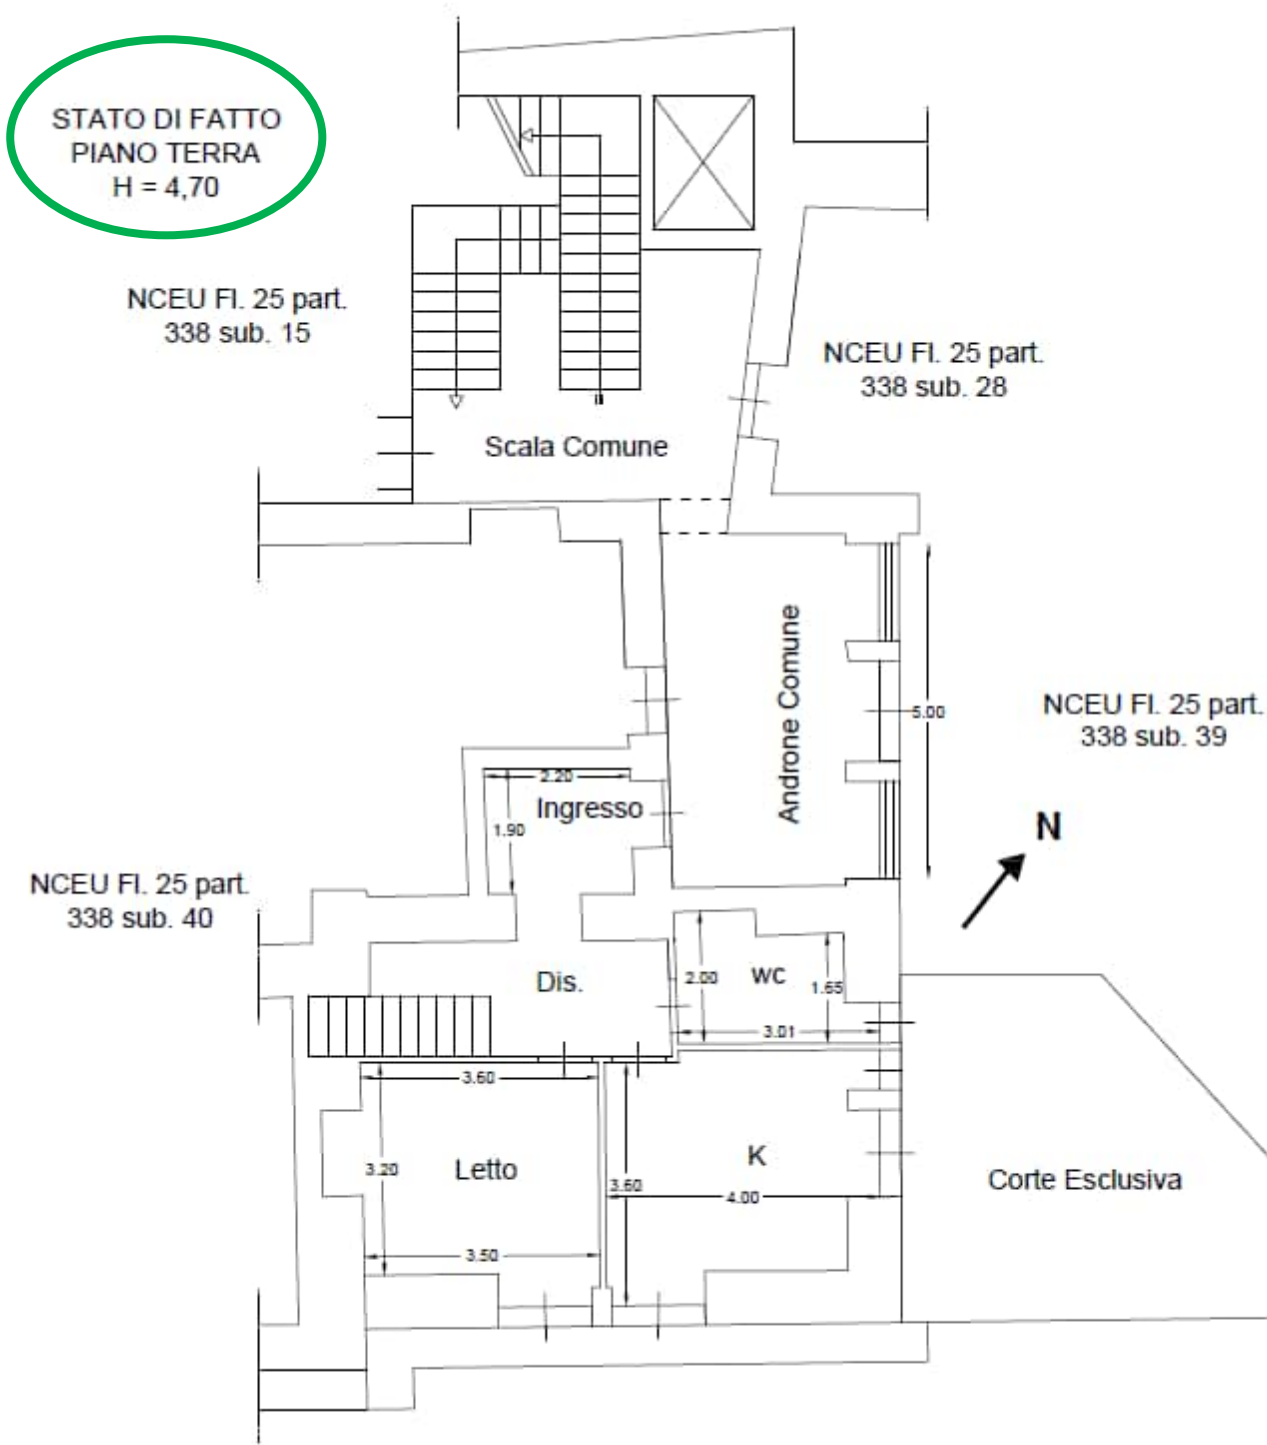 STATO DI FATTO
PIANO TERRA
H = 4,70
NCEU Fl. 25 part.
338 sub. 15
NCEU Fl. 25 part.
338 sub. 28
Scala Comune
Androne Comune
5.00
NCEU Fl. 25 part.
338 sub. 39
2.20
Ingresso
1.90
N
NCEU Fl. 25 part.
338 sub. 40
Dis.
2.00
WC
1.65
3.01
3.60
3.20
Letto
3.60
K
4.00
3.50
Corte Esclusiva